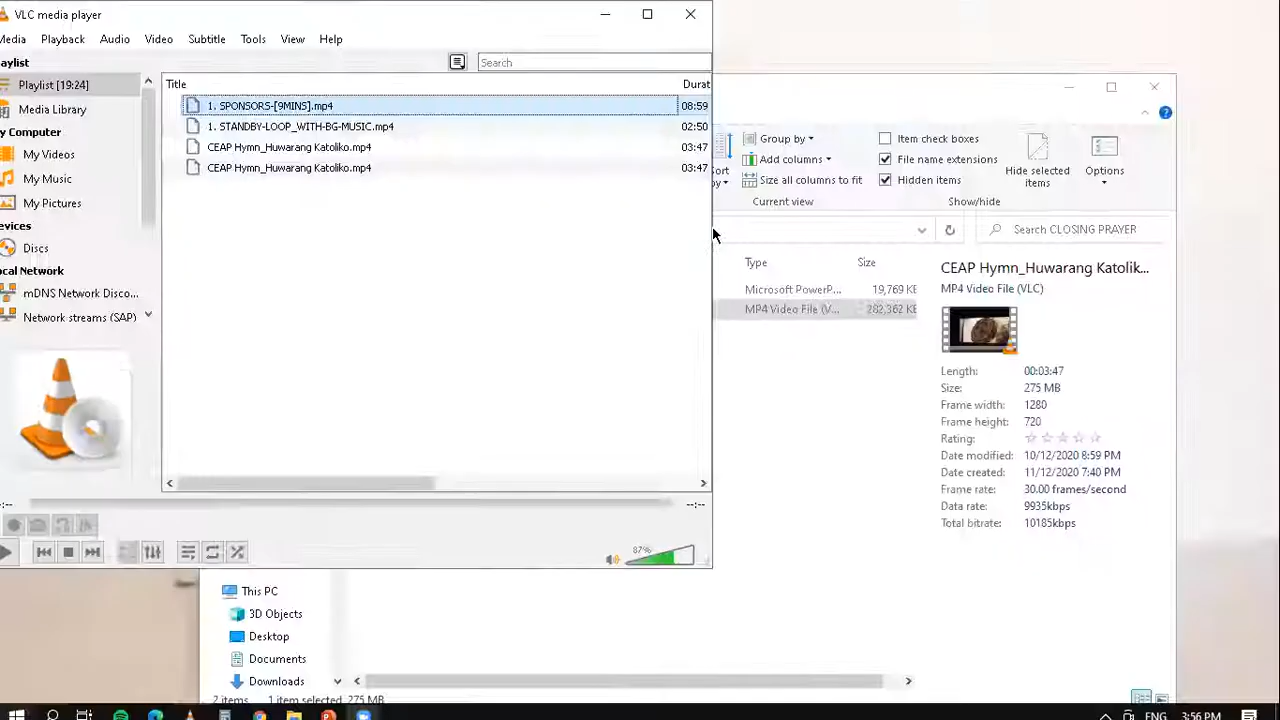 VLC media player
Media Playback Audio Video Subtitle Tools View Help
aylist
Search
Playlist [19:24]
Media Library
y Computer
My Videos
My Music
My Pictures
evices
Discs
ocal Network
mDNS Network Disco...
Network streams (SAP)
Title Durat
1. SPONSORS-[9MINS].mp4 08:59
1. STANDBY-LOOP_WITH-BG-MUSIC.mp4 02:50
CEAP Hymn_Huwarang Katoliko.mp4 03:47
CEAP Hymn_Huwarang Katoliko.mp4 03:47
--:--
--:--
87%
ort
by
Group by
Add columns
Size all columns to fit
Current view
Item check boxes
File name extensions
Hidden items
Hide selected
items
Show/hide
Options
Search CLOSING PRAYER
Type Size
Microsoft PowerP... 19,769 KB
MP4 Video File (V... 282,362 KB
CEAP Hymn_Huwarang Katolik...
MP4 Video File (VLC)
Length: 00:03:47
Size: 275 MB
Frame width: 1280
Frame height: 720
Rating:
Date modified: 10/12/2020 8:59 PM
Date created: 11/12/2020 7:40 PM
Frame rate: 30.00 frames/second
Data rate: 9935kbps
Total bitrate: 10185kbps
This PC
3D Objects
Desktop
Documents
Downloads
2 items 1 item selected 275 MB
ENG 3:56 PM